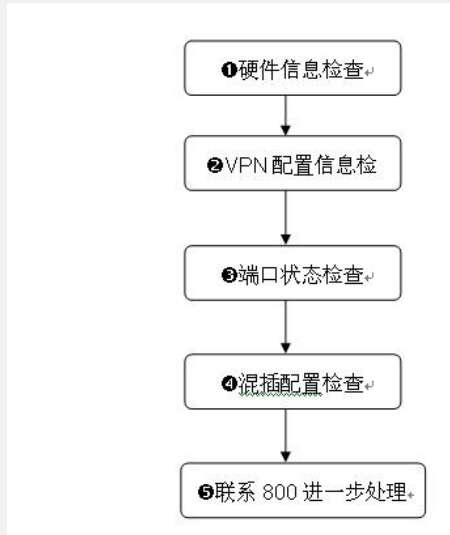 ❶硬件信息检查
❷VPN配置信息检
❸端口状态检查
❹混插配置检查
❺联系 800 进一步处理